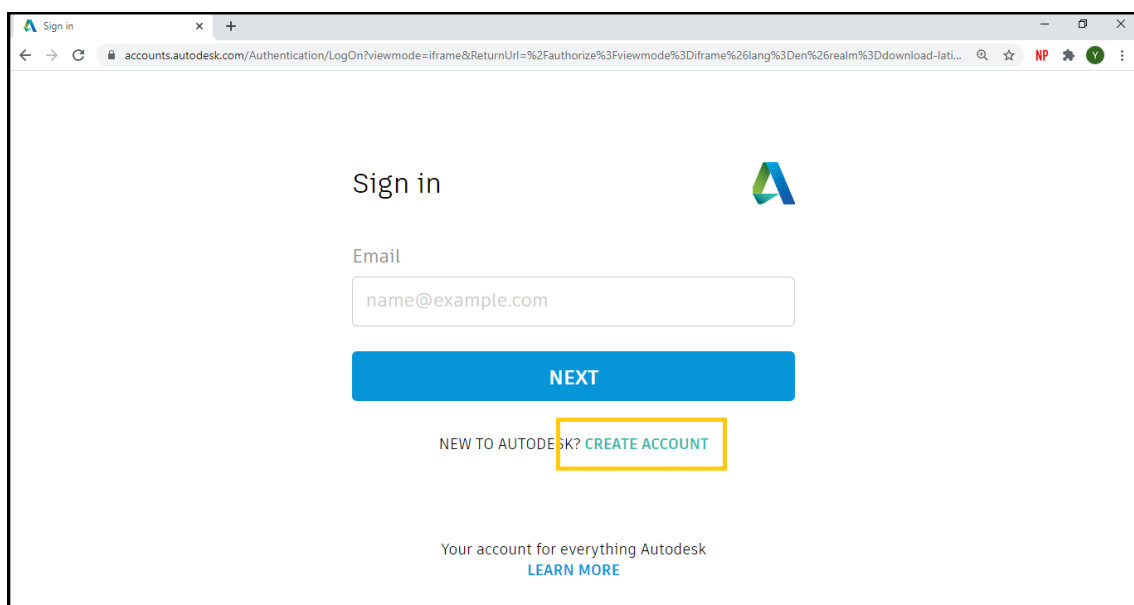 Sign in
accounts.autodesk.com/Authentication/LogOn?viewmode=iframe&ReturnUrl=%2Fauthorize%3Fviewmode%3Diframe%26lang%3Den%26realm%3Ddownload-lati...
NP
Y
Sign in
Email
name@example.com
NEXT
NEW TO AUTODESK? CREATE ACCOUNT
Your account for everything Autodesk
LEARN MORE